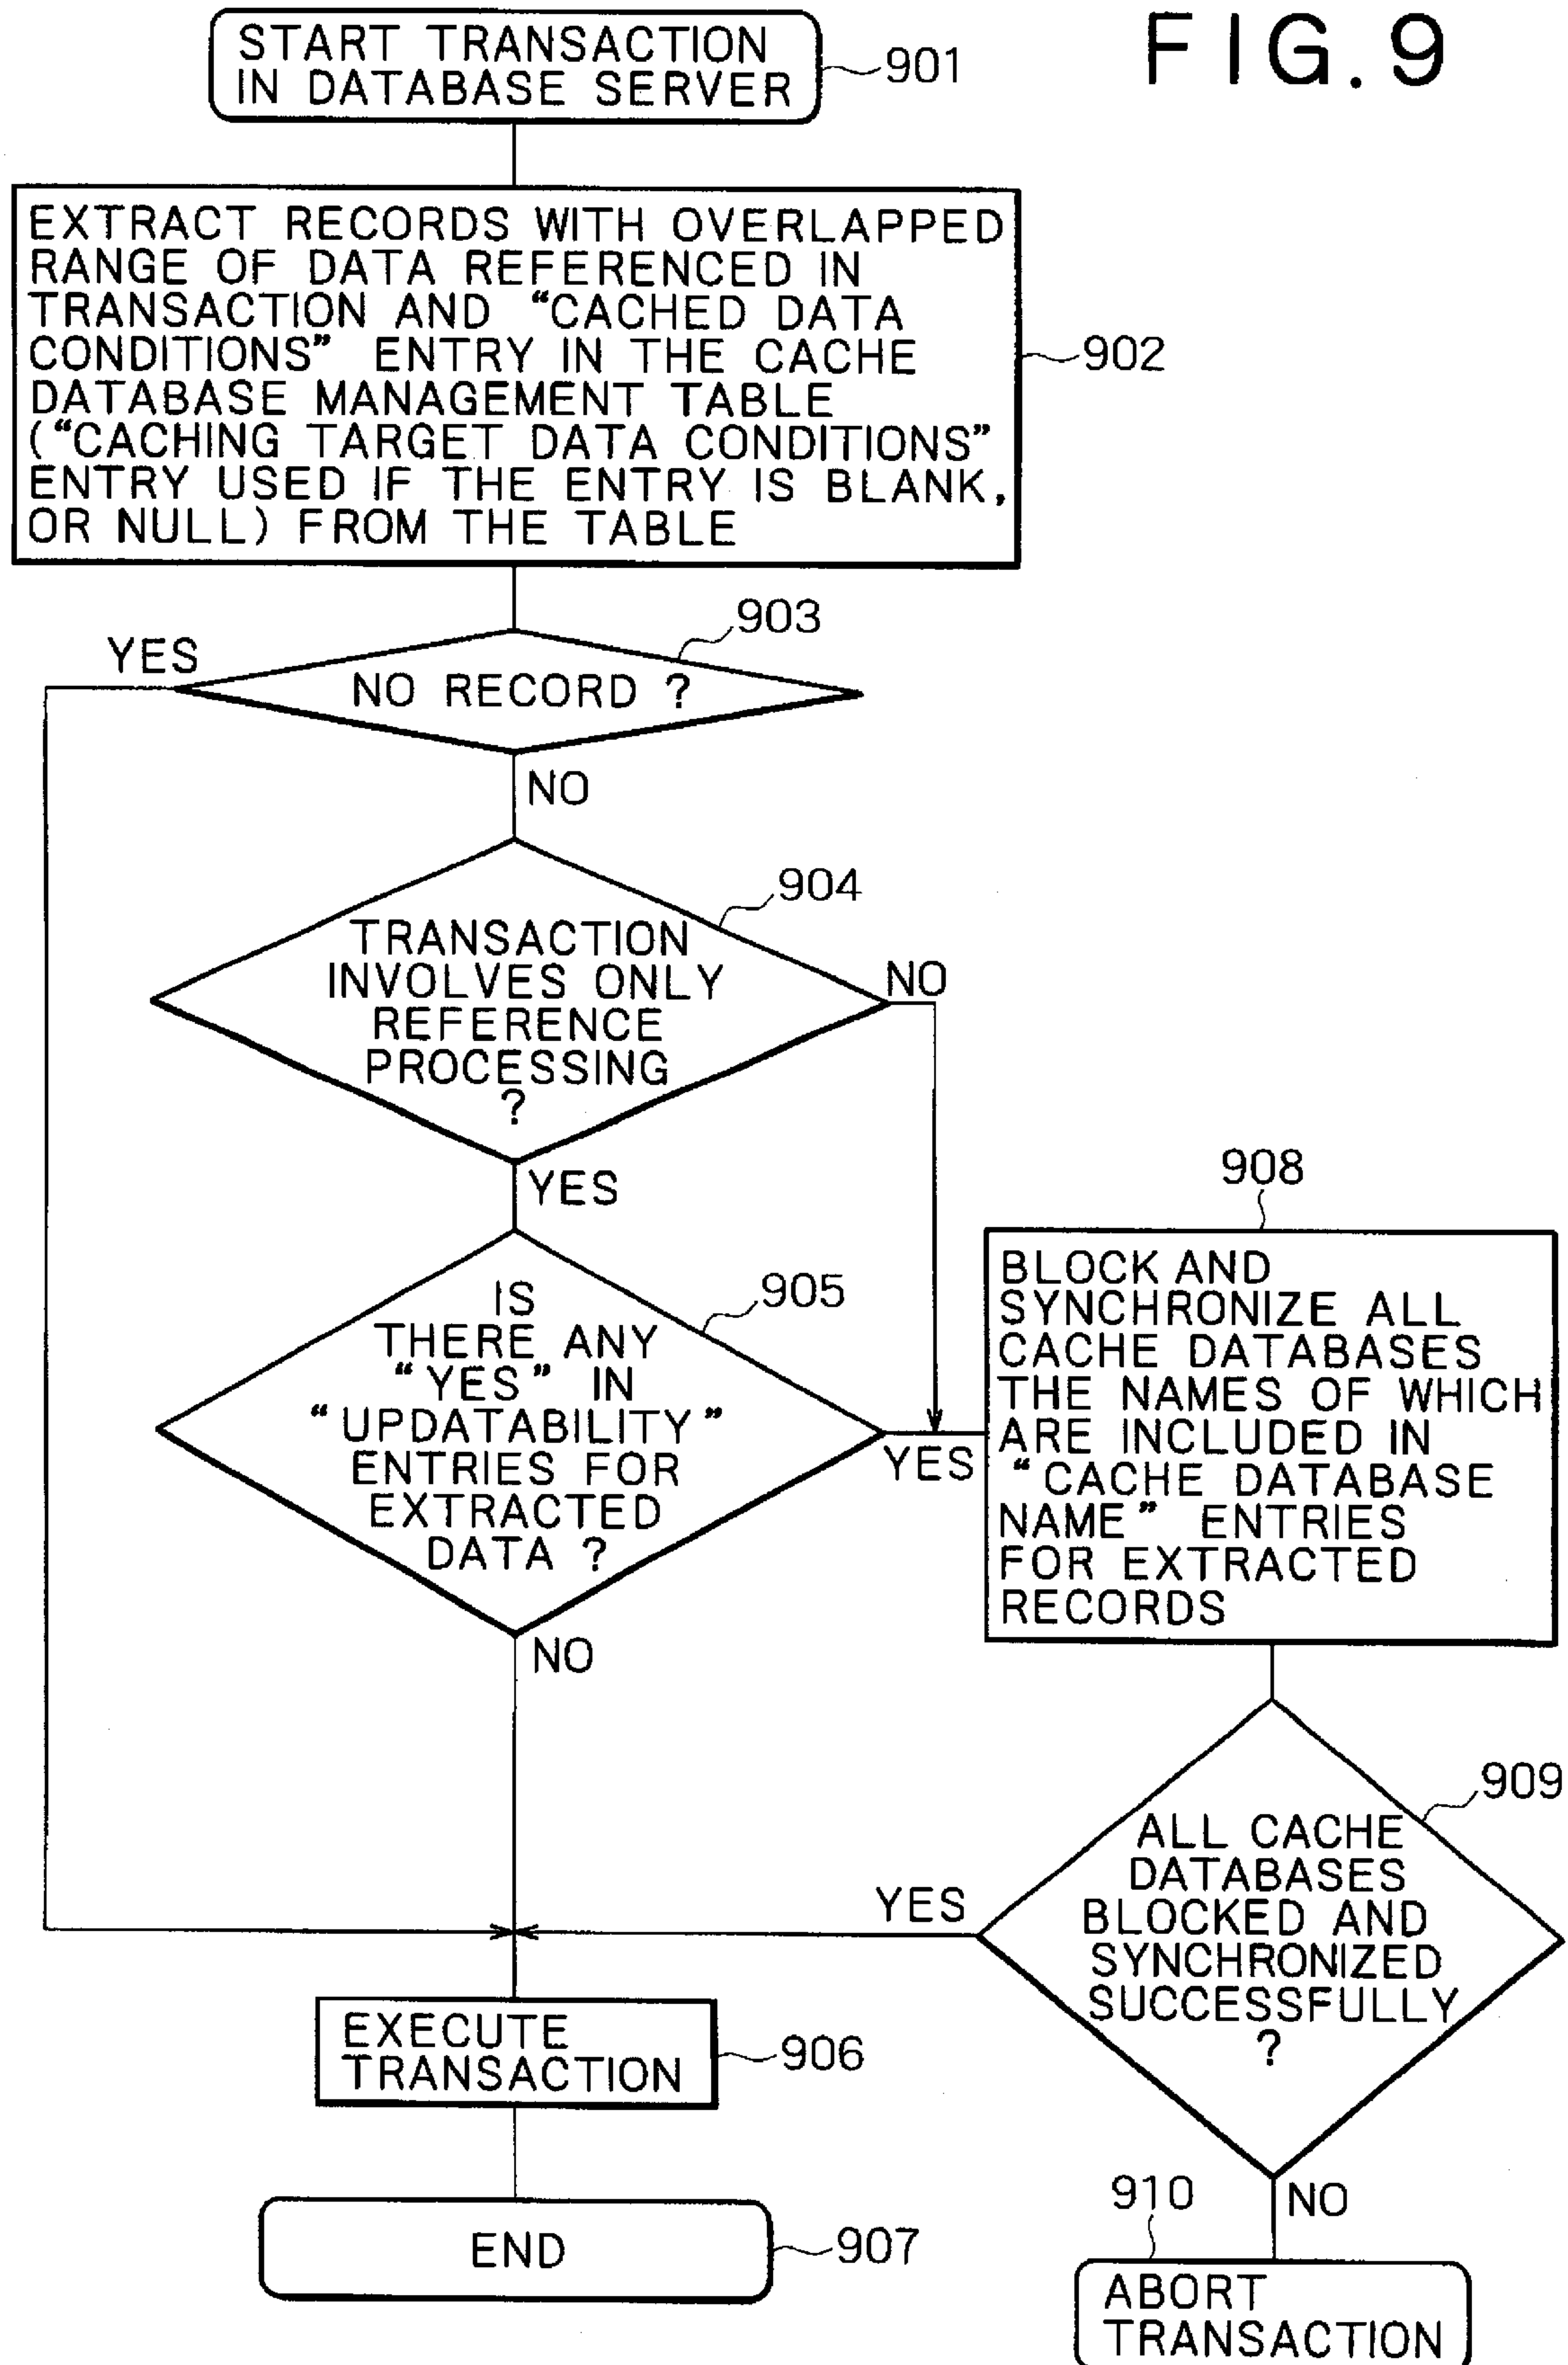 FIG. 9
START TRANSACTION
IN DATABASE SERVER
901
EXTRACT RECORDS WITH OVERLAPPED
RANGE OF DATA REFERENCED IN
TRANSACTION AND “CACHED DATA
CONDITIONS” ENTRY IN THE CACHE
DATABASE MANAGEMENT TABLE
(“CACHING TARGET DATA CONDITIONS”
ENTRY USED IF THE ENTRY IS BLANK,
OR NULL) FROM THE TABLE
902
903
YES
NO RECORD ?
NO
904
TRANSACTION
INVOLVES ONLY
REFERENCE
PROCESSING
?
NO
YES
905
IS
THERE ANY
“YES” IN
“UPDATABILITY”
ENTRIES FOR
EXTRACTED
DATA ?
YES
NO
908
BLOCK AND
SYNCHRONIZE ALL
CACHE DATABASES
THE NAMES OF WHICH
ARE INCLUDED IN
“CACHE DATABASE
NAME” ENTRIES
FOR EXTRACTED
RECORDS
909
ALL CACHE
DATABASES
BLOCKED AND
SYNCHRONIZED
SUCCESSFULLY
?
YES
NO
EXECUTE
TRANSACTION
906
END
907
910
ABORT
TRANSACTION